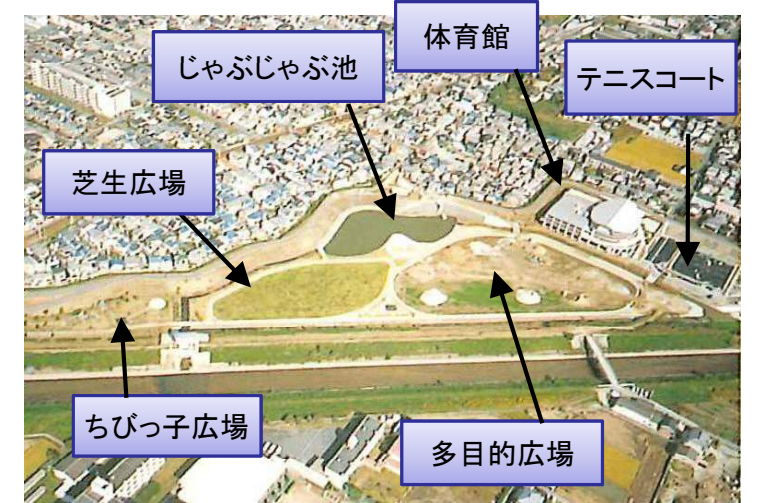 体育館
じゃぶじゃぶ池
テニスコート
芝生広場
ちびっ子広場
多目的広場